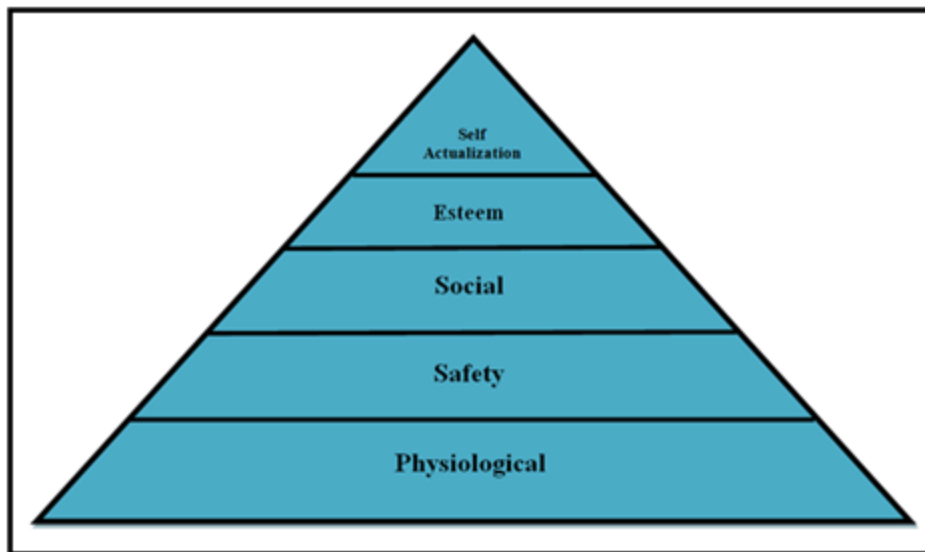 Self
Actualization
Esteem
Social
Safety
Physiological